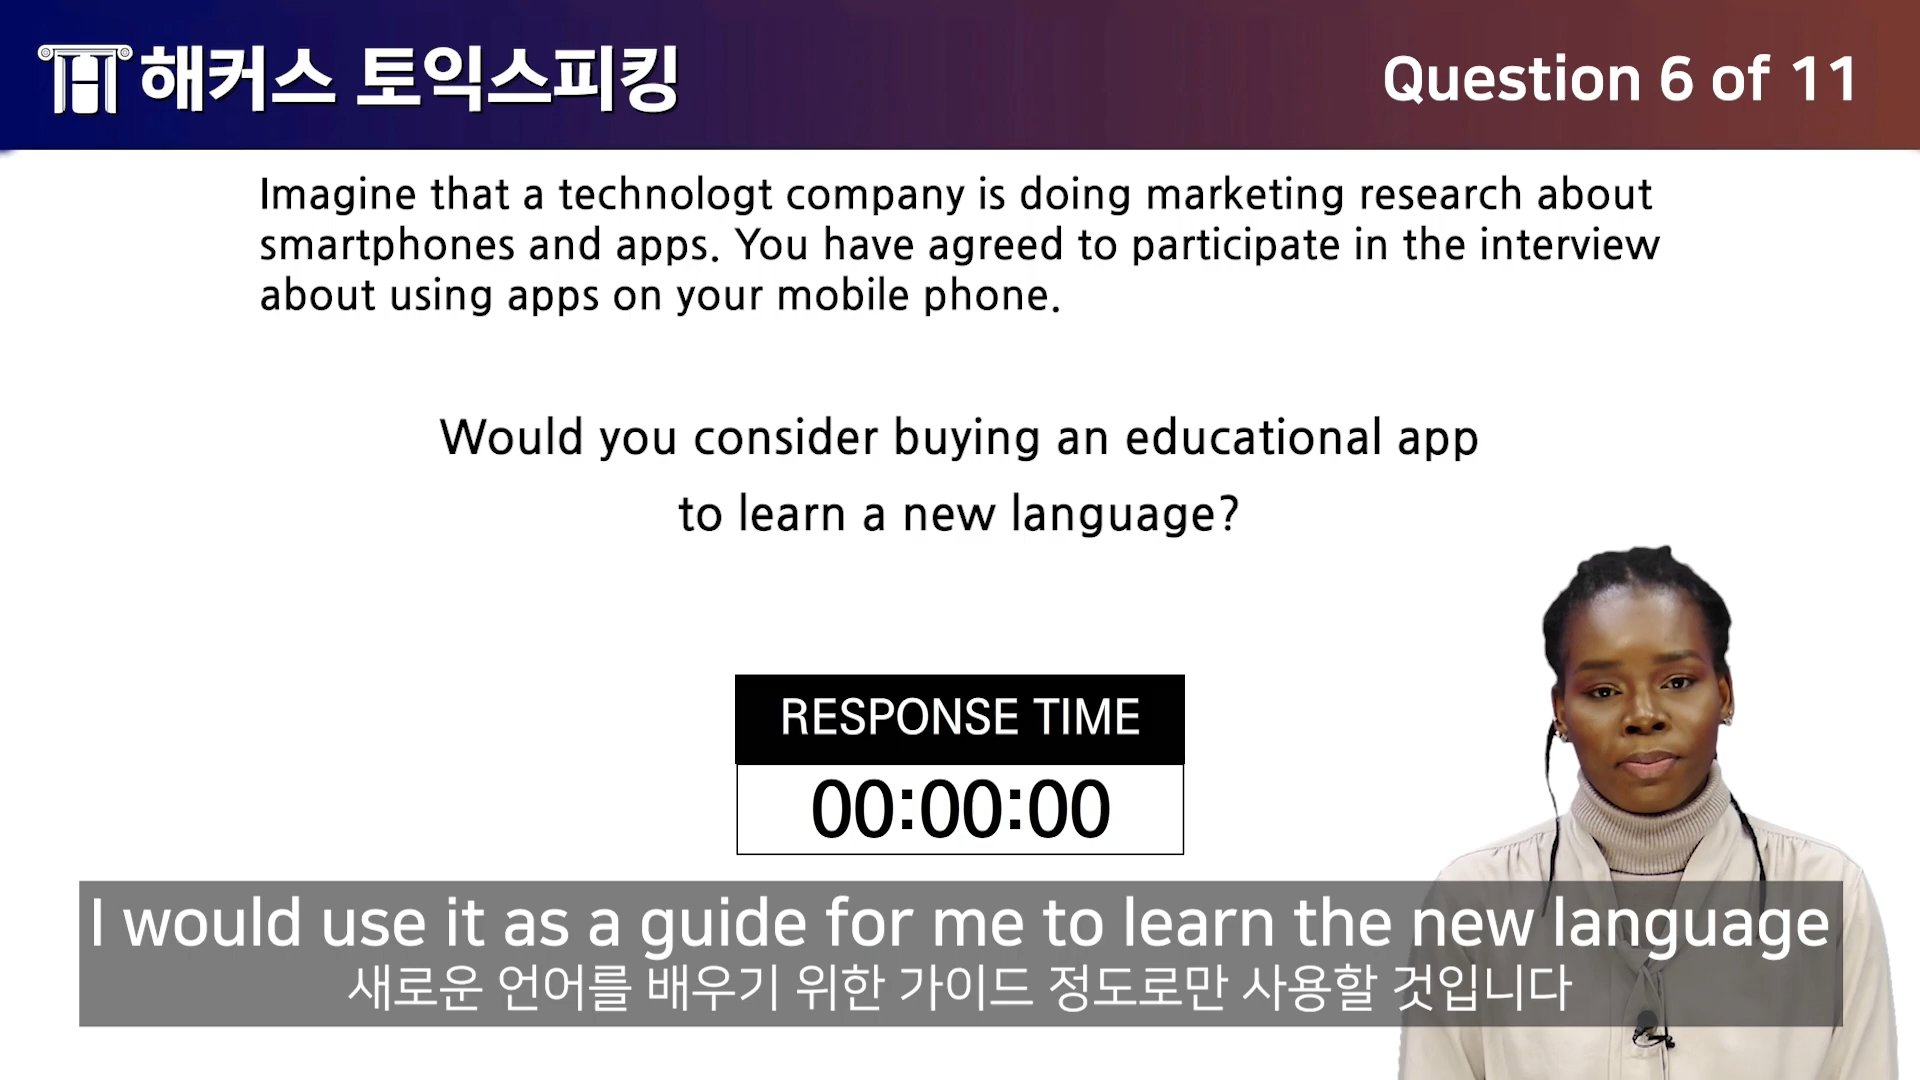 해커스 토익스피킹
Question 6 of 11
Imagine that a technologt company is doing marketing research about
smartphones and apps. You have agreed to participate in the interview
about using apps on your mobile phone.
Would you consider buying an educational app
to learn a new language?
RESPONSE TIME
00:00:00
I would use it as a guide for me to learn the new language
새로운 언어를 배우기 위한 가이드 정도로만 사용할 것입니다